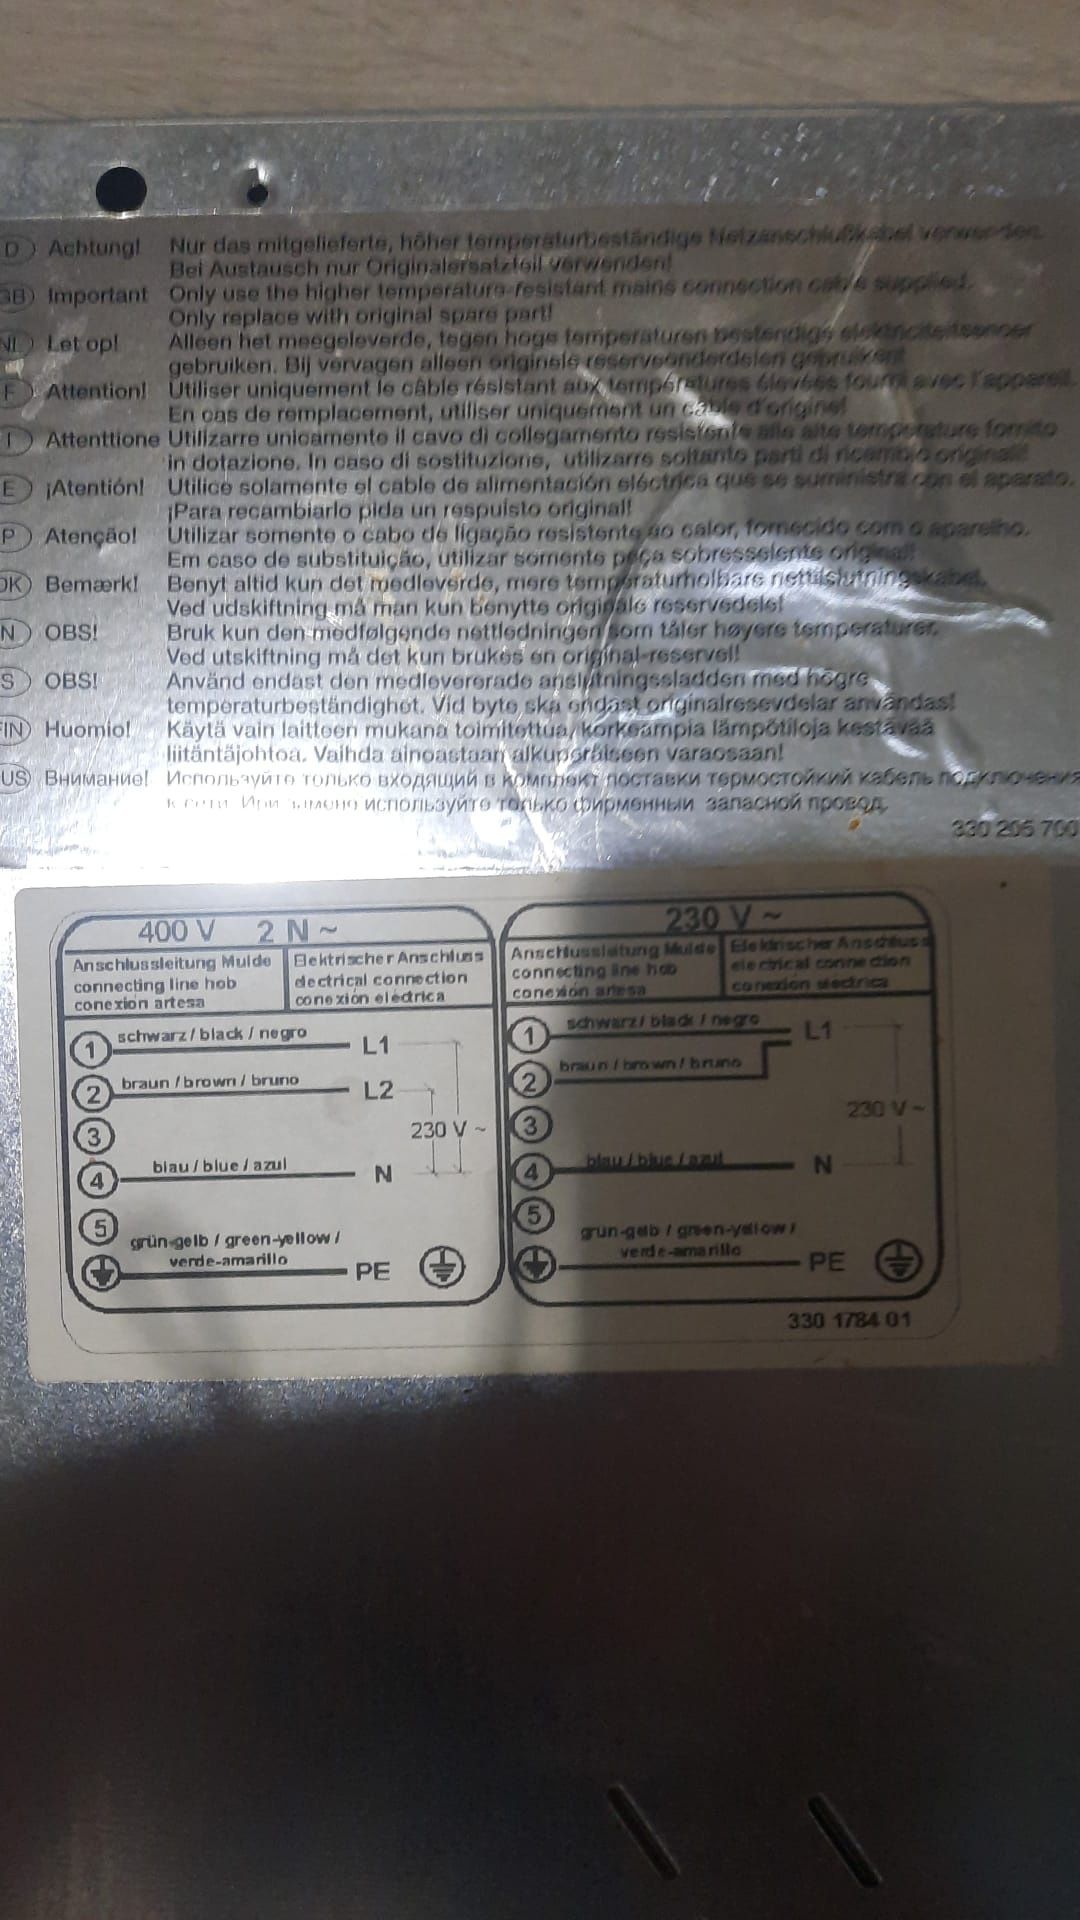 D Achtung! Nur das mitgelieferte, höher temperaturbeständige Netzanschlußkabel verwenden.
Bei Austausch nur Originalersatzteil verwenden!
GB Important Only use the higher temperature-resistant mains connection cable supplied.
Only replace with original spare part!
NL Let op! Alleen het meegeleverde, tegen hoge temperaturen bestendige
gebruiken. Bij vervagen alleen originele reserveonderdelen gebruiken!
F Attention! Utiliser uniquement le câble résistant aux températures élevées fourni avec l'appareil.
En cas de remplacement, utiliser uniquement un câble d'origine!
I Attenttione Utilizarre unicamente il cavo di collegamento resistente alle alte temperature fornito
in dotazione. In caso di sostituzione, utilizarre soltanto parti di ricambio originali!
E ¡Atentión! Utilice solamente el cable de alimentación eléctrica que se suministra con el aparato.
¡Para recambiarlo pida un respuisto original!
P Atenção! Utilizar somente o cabo de ligação resistente ao calor, fornecido com o aparelho.
Em caso de substituição, utilizar somente peça sobresselente original!
DK Bemærk! Benyt altid kun det medleverde, mere temperaturholbare nettilslutningskabel.
Ved udskiftning må man kun benytte originale reservedele!
N OBS! Bruk kun den medfølgende nettledningen som tåler høyere temperaturer.
Ved utskiftning må det kun brukes en original-reservel!
S OBS! Använd endast den medlevererade anslutningssladden med högre
temperaturbeständighet. Vid byte ska endast originalresevdelar användas!
FIN Huomio! Käytä vain laitteen mukana toimitettua, korkeampia lämpötiloja kestävää
liitäntäjohtoa. Vaihda ainoastaan alkuperäiseen varaosaan!
US Внимание! Используйте только входящий в комплект поставки термостойкий кабель подключения
к сети. используйте только фирменный запасной провод.
330 205 700
400 V 2 N ~
Anschlussleitung Mulde
connecting line hob
conexion artesa
Elektrischer Anschluss
electrical connection
conexión eléctrica
1 schwarz / black / negro L1
2 braun / brown / bruno L2
3 230 V ~
4 blau / blue / azul N
5 grün-gelb / green-yellow /
verde-amarillo PE
230 V ~
Anschlussleitung Mulde
connecting line hob
conexión artesa
Elektrischer Anschluss
electrical connection
conexión electrica
1 schwarz / black / negro L1
2 braun / brown / bruno
3 230 V ~
4 blau / blue / azul N
5 grün-gelb / green-yellow /
verde-amarillo PE
330 1784 01